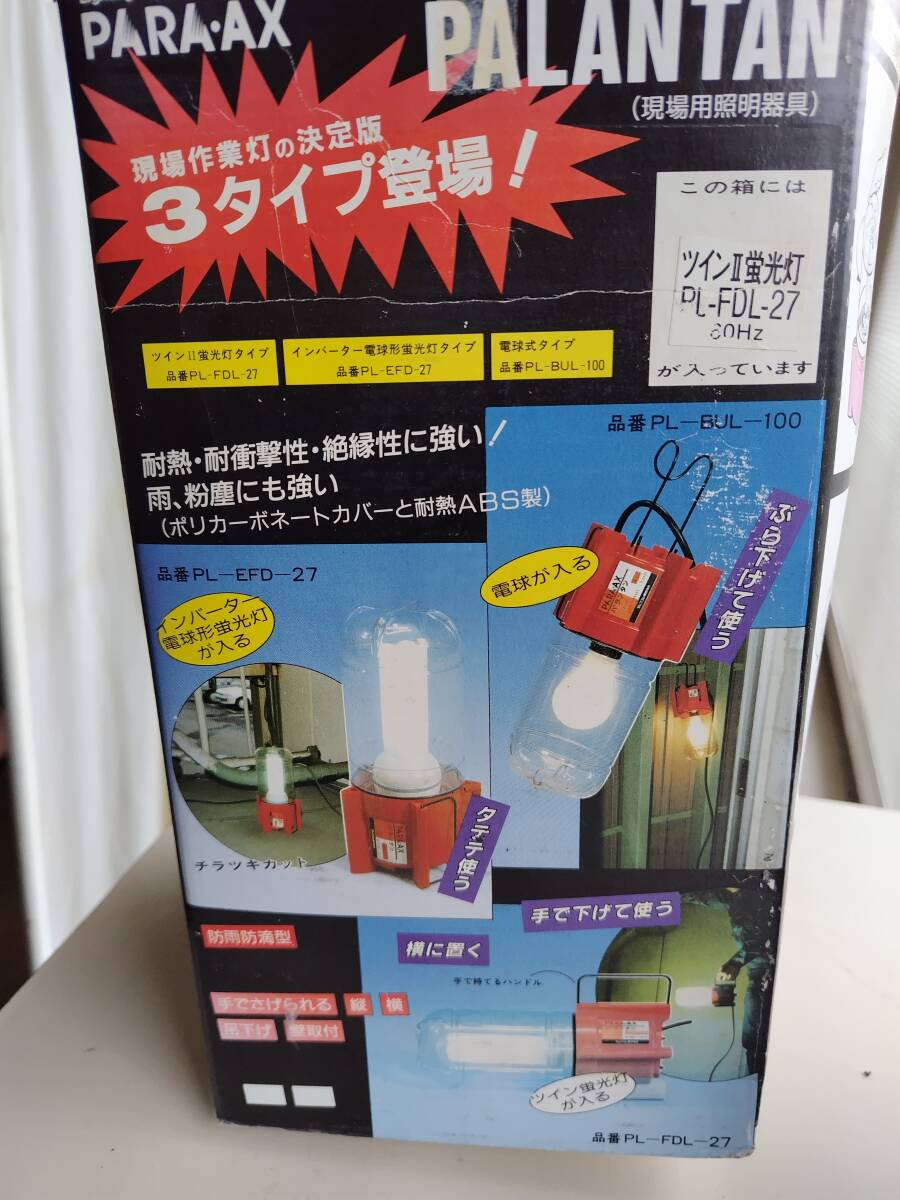 PARA・AX
PALANTAN
(現場用照明器具)
現場作業灯の決定版
3タイプ登場!
この箱には
ツインⅡ蛍光灯
PL-FDL-27
60Hz
が入っています
ツインⅡ蛍光灯タイプ
品番PL-FDL-27
インバーター電球形蛍光灯タイプ
品番PL-EFD-27
電球式タイプ
品番PL-BUL-100
耐熱・耐衝撃性・絶縁性に強い!
雨、粉塵にも強い
(ポリカーボネートカバーと耐熱ABS製)
品番PL-BUL-100
電球が入る
PARA・AX
パランタン
ぶら下げて使う
品番PL-EFD-27
インバーター
電球形蛍光灯
が入る
チラツキカット
タテテ使う
防雨防滴型
手でさげられる
縦
横
吊下げ
壁取付
横に置く
手で下げて使う
手で持てるハンドル
ツイン蛍光灯
が入る
品番PL-FDL-27